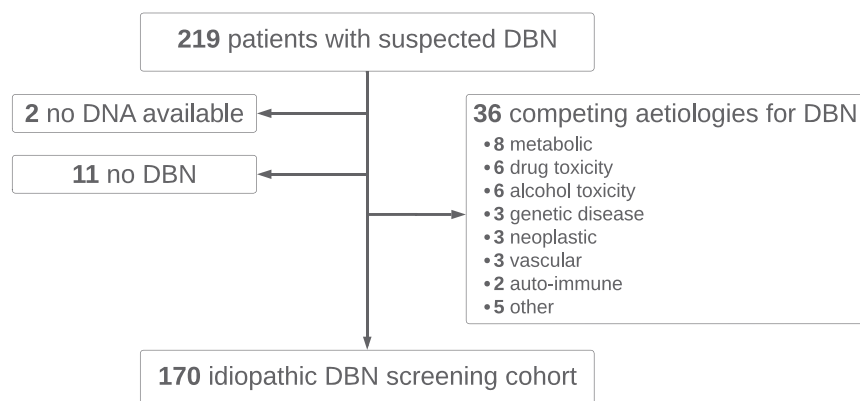 219 patients with suspected DBN
2 no DNA available
11 no DBN
36 competing aetiologies for DBN
• 8 metabolic
• 6 drug toxicity
• 6 alcohol toxicity
• 3 genetic disease
• 3 neoplastic
• 3 vascular
• 2 auto-immune
• 5 other
170 idiopathic DBN screening cohort